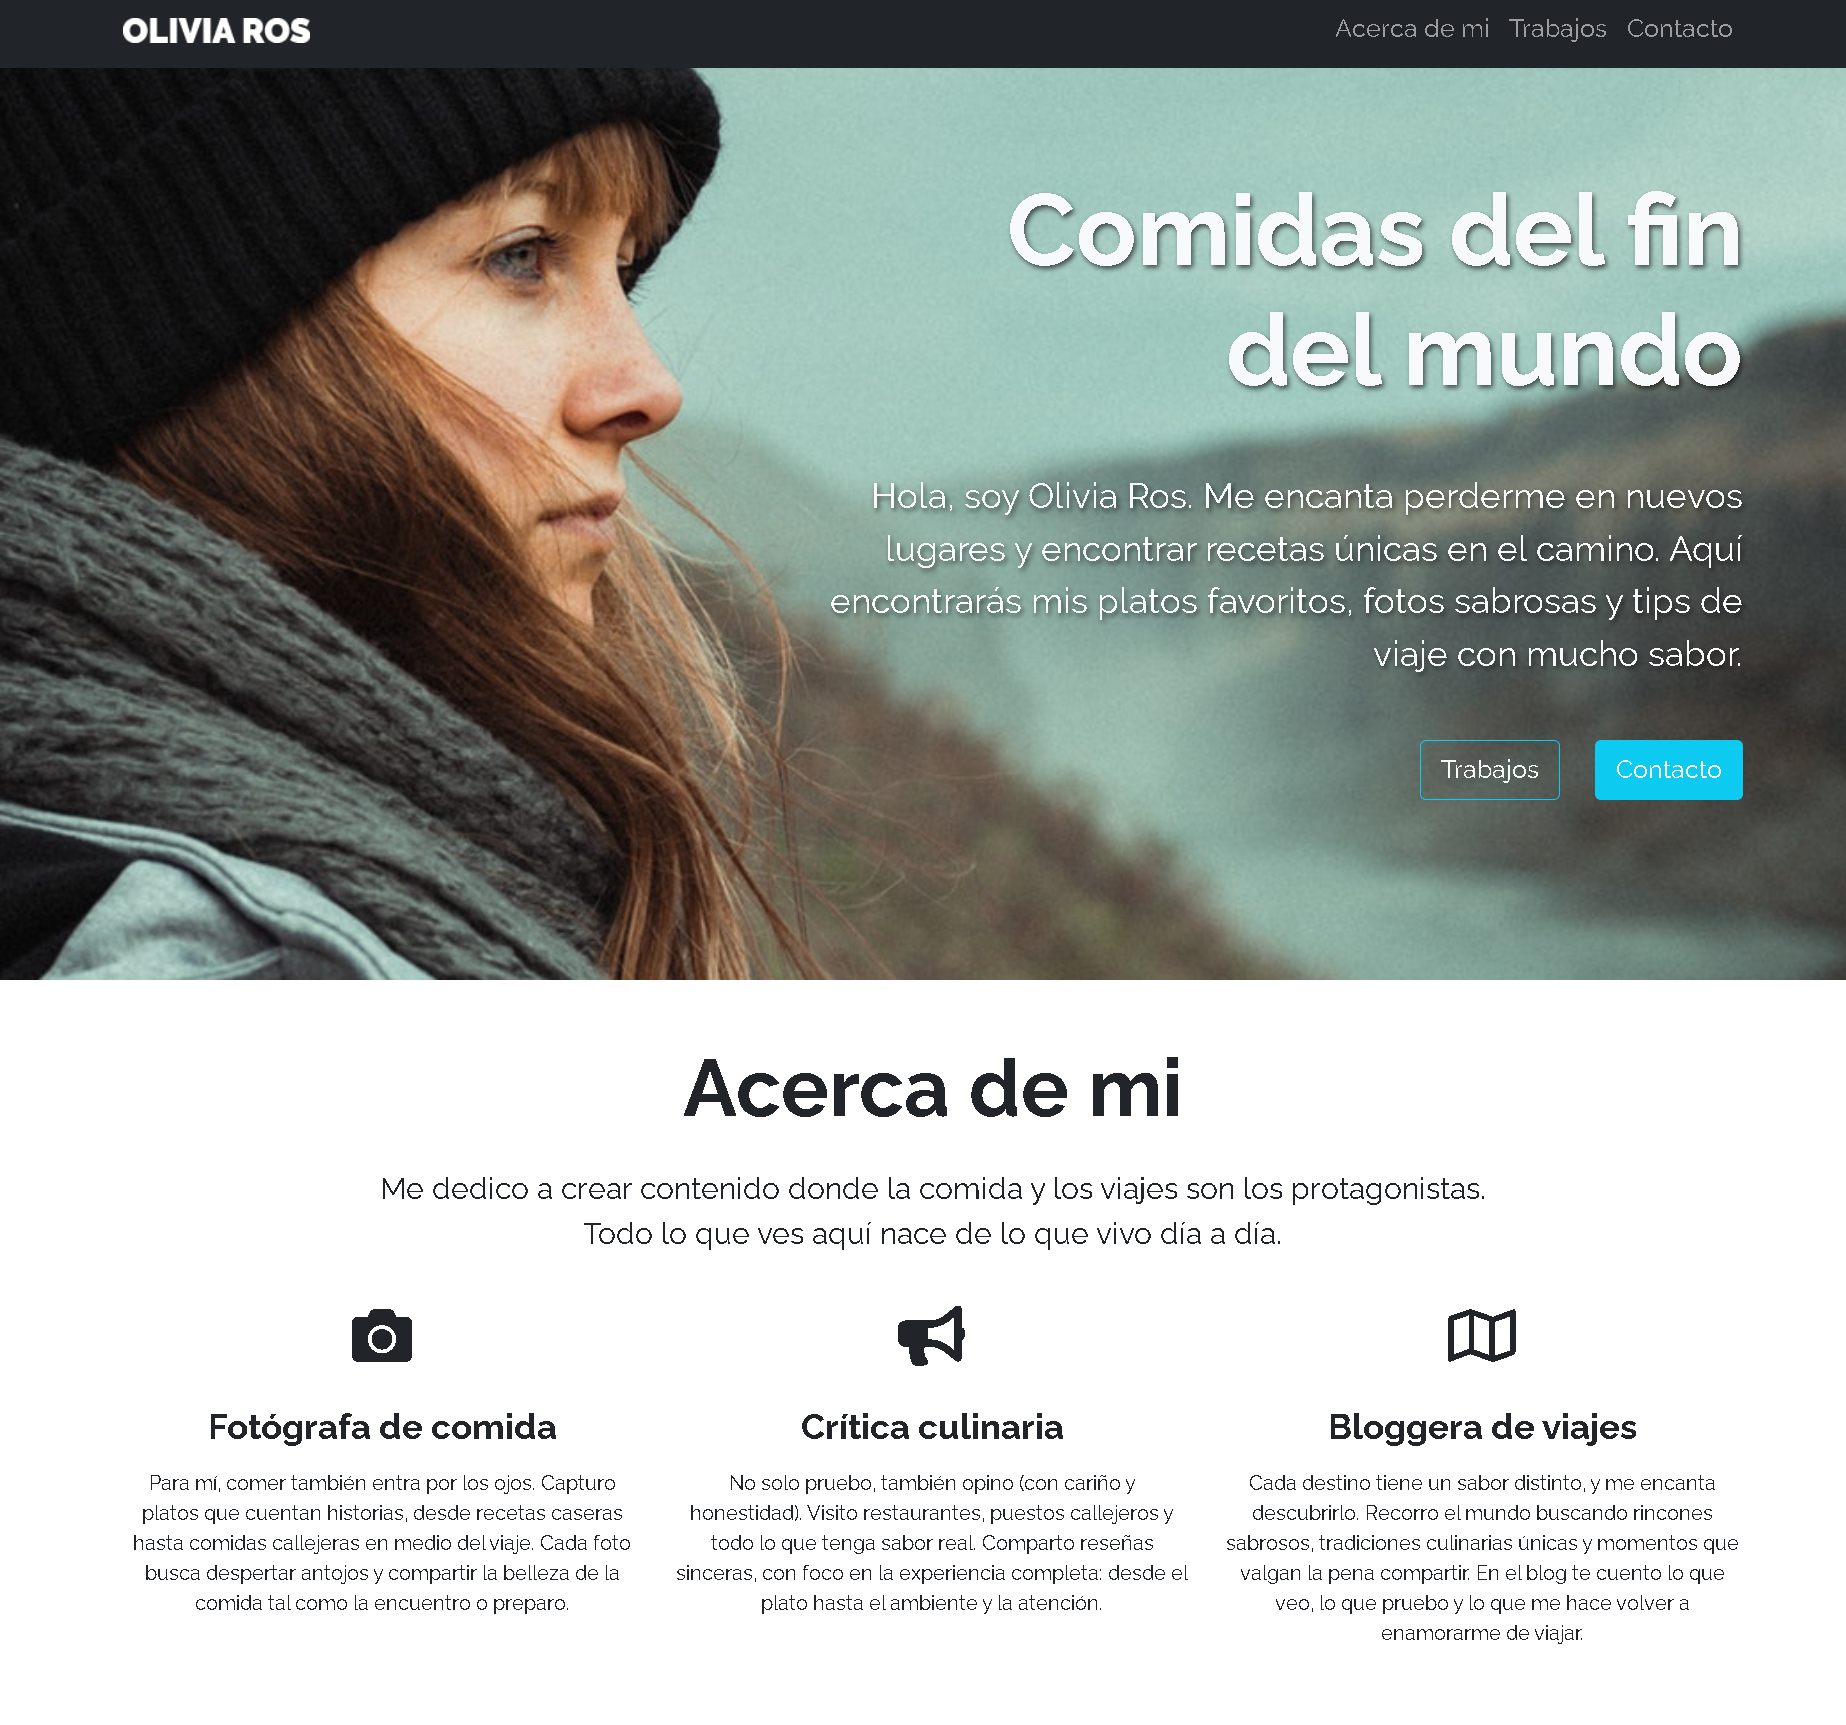 OLIVIA ROS
Acerca de mi Trabajos Contacto
Comidas del fin
del mundo
Hola, soy Olivia Ros. Me encanta perderme en nuevos
lugares y encontrar recetas únicas en el camino. Aquí
encontrarás mis platos favoritos, fotos sabrosas y tips de
viaje con mucho sabor.
Trabajos Contacto
Acerca de mi
Me dedico a crear contenido donde la comida y los viajes son los protagonistas.
Todo lo que ves aquí nace de lo que vivo día a día.
Fotógrafa de comida
Para mí, comer también entra por los ojos. Capturo
platos que cuentan historias, desde recetas caseras
hasta comidas callejeras en medio del viaje. Cada foto
busca despertar antojos y compartir la belleza de la
comida tal como la encuentro o preparo.
Crítica culinaria
No solo pruebo, también opino (con cariño y
honestidad). Visito restaurantes, puestos callejeros y
todo lo que tenga sabor real. Comparto reseñas
sinceras, con foco en la experiencia completa: desde el
plato hasta el ambiente y la atención.
Bloggera de viajes
Cada destino tiene un sabor distinto, y me encanta
descubrirlo. Recorro el mundo buscando rincones
sabrosos, tradiciones culinarias únicas y momentos que
valgan la pena compartir. En el blog te cuento lo que
veo, lo que pruebo y lo que me hace volver a
enamorarme de viajar.